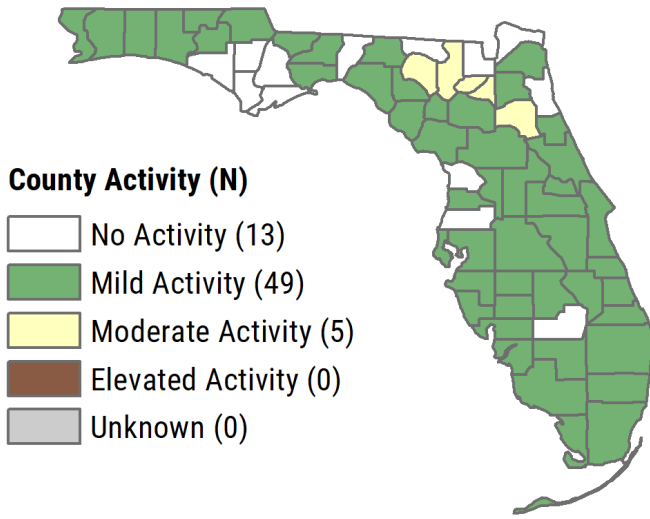 County Activity (N)
No Activity (13)
Mild Activity (49)
Moderate Activity (5)
Elevated Activity (0)
Unknown (0)